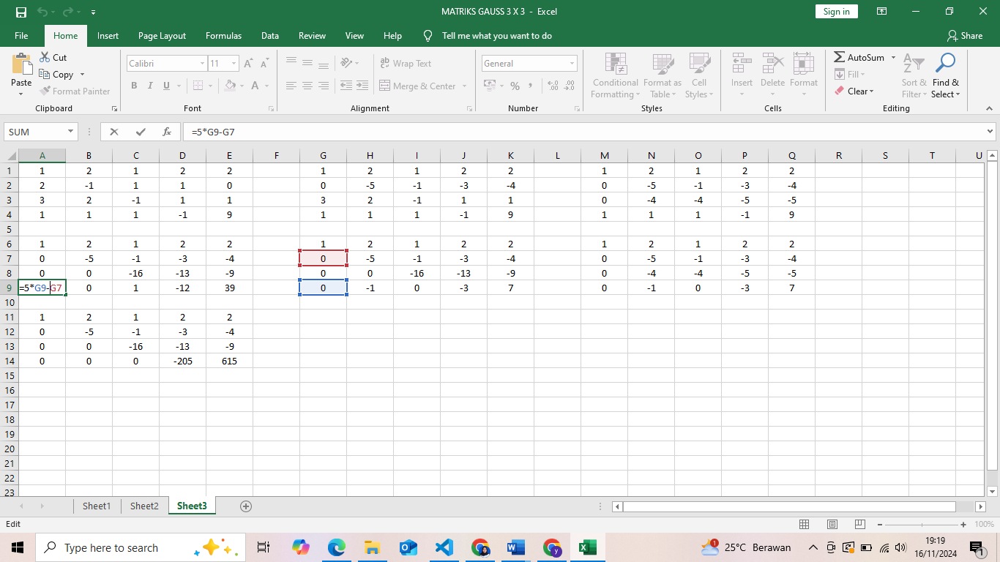 MATRIKS GAUSS 3 X 3 - Excel
Sign in
File Home Insert Page Layout Formulas Data Review View Help Tell me what you want to do Share
Paste
Cut
Copy
Format Painter
Clipboard
Calibri 11
B I U
Font
Wrap Text
Merge & Center
Alignment
General
Number
Conditional Formatting
Format as Table
Cell Styles
Styles
Insert Delete Format
Cells
AutoSum
Fill
Clear
Sort & Filter
Find & Select
Editing
SUM =5*G9-G7
A B C D E F G H I J K L M N O P Q R S T U
1 1 2 1 2 2 1 2 1 2 2 1 2 1 2 2
2 2 -1 1 1 0 0 -5 -1 -3 -4 0 -5 -1 -3 -4
3 3 2 -1 1 1 3 2 -1 1 1 0 -4 -4 -5 -5
4 1 1 1 -1 9 1 1 1 -1 9 1 1 1 -1 9
5
6 1 2 1 2 2 1 2 1 2 2 1 2 1 2 2
7 0 -5 -1 -3 -4 0 -5 -1 -3 -4 0 -5 -1 -3 -4
8 0 0 -16 -13 -9 0 0 -16 -13 -9 0 -4 -4 -5 -5
9 =5*G9-G7 0 1 -12 39 0 -1 0 -3 7 0 -1 0 -3 7
10
11 1 2 1 2 2
12 0 -5 -1 -3 -4
13 0 0 -16 -13 -9
14 0 0 0 -205 615
15
16
17
18
19
20
21
22
23
Sheet1 Sheet2 Sheet3
Edit
100%
Type here to search
25°C Berawan
19:19
16/11/2024